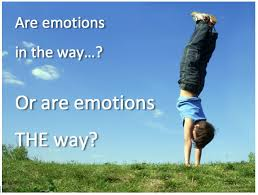 Are emotions
in the way...?
Or are emotions
THE way?